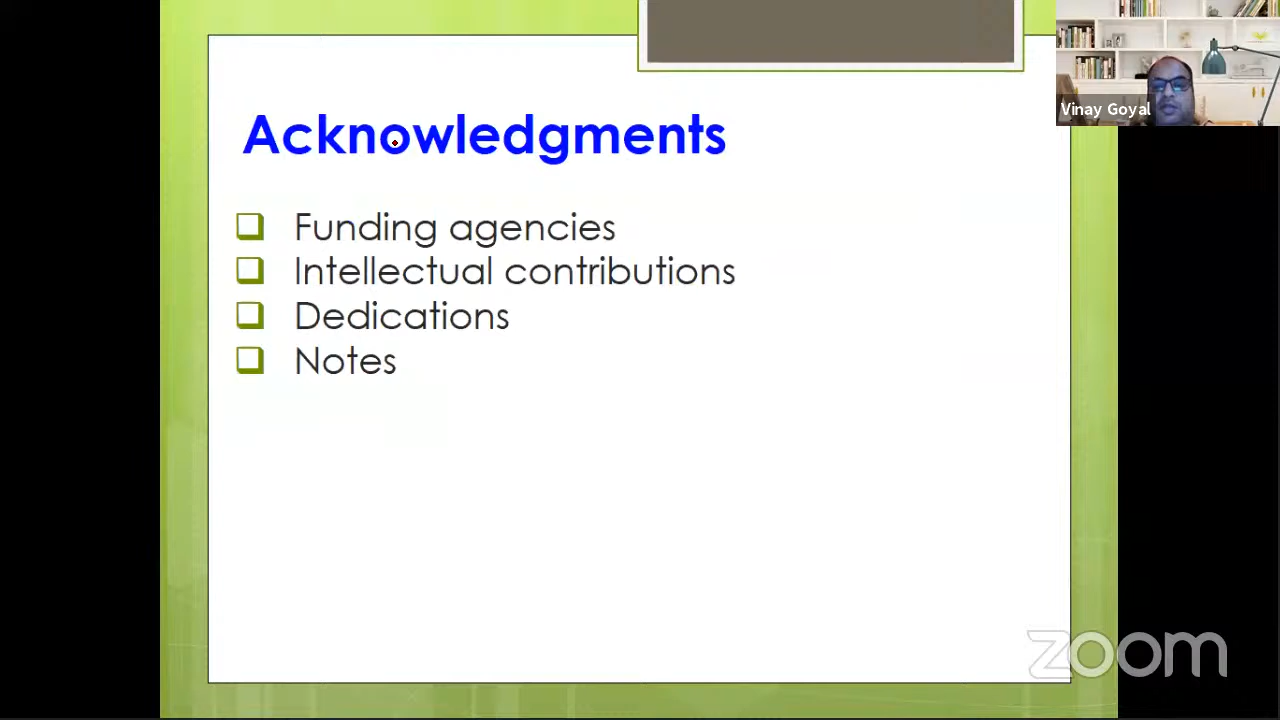 Acknowledgments
Funding agencies
Intellectual contributions
Dedications
Notes
Vinay Goyal
zoom